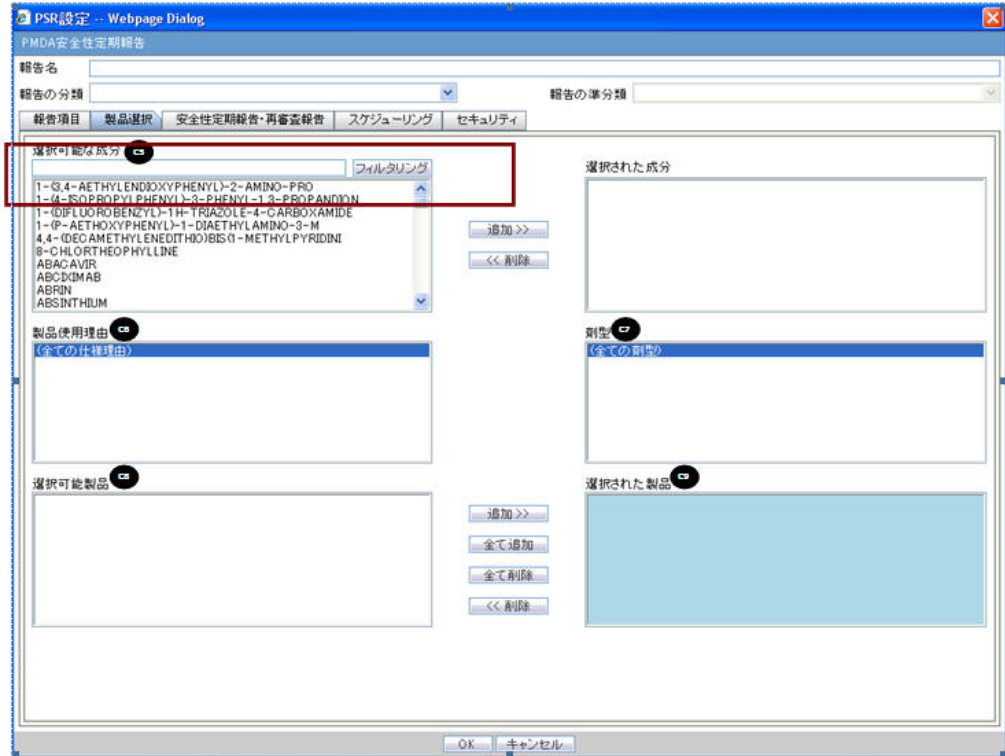 PSR設定 -- Webpage Dialog
PMDA安全性定期報告
報告名
報告の分類
報告の準分類
報告項目 製品選択 安全性定期報告・再審査報告 スケジューリング セキュリティ
選択可能な成分 C5
フィルタリング
選択された成分
1-(3,4-AETHYLENDIOXYPHENYL)-2-AMINO-PRO
1-(4-ISOPROPYLPHENYL)-3-PHENYL-1,3-PROPANDION
1-(DIFLUOROBENZYL)-1H-TRIAZOLE-4-CARBOXAMIDE
1-(P-AETHOXYPHENYL)-1-DIAETHYLAMINO-3-M
4,4-(DECAMETHYLENEDITHIO)BIS(1-METHYLPYRIDINI
8-CHLORTHEOPHYLLINE
ABACAVIR
ABCIXIMAB
ABRIN
ABSINTHIUM
追加 >>
<< 削除
製品使用理由
(全ての仕様理由)
剤型 C7
(全ての剤型)
選択可能製品
選択された製品 C9
追加 >>
全て追加
全て削除
<< 削除
OK キャンセル